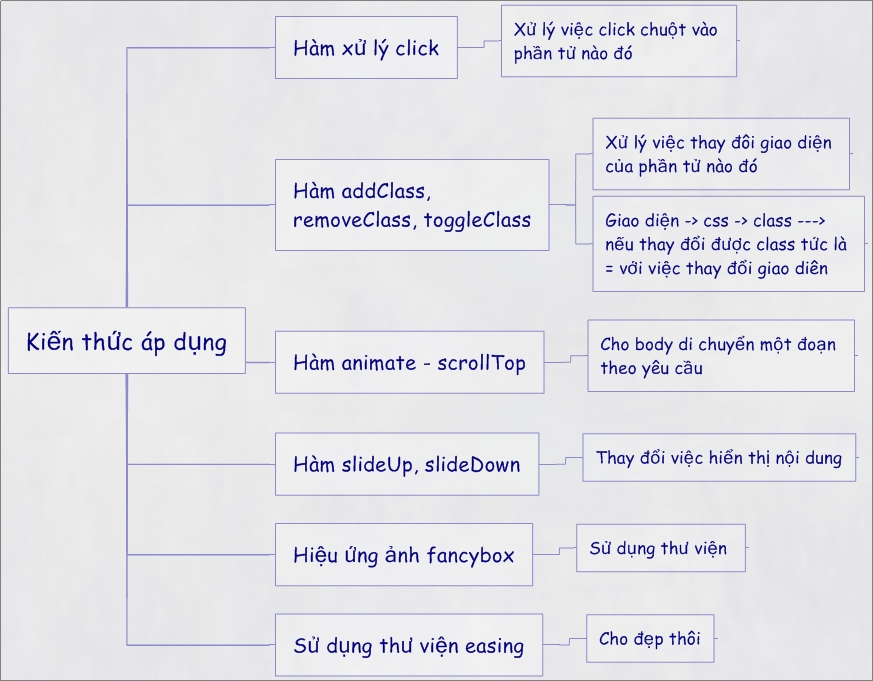 Hàm xử lý click
Xử lý việc click chuột vào
phần tử nào đó
Hàm addClass,
removeClass, toggleClass
Xử lý việc thay đôi giao diện
của phần tử nào đó
Giao diện -> css -> class --->
nếu thay đổi được class tức là
= với việc thay đổi giao diên
Kiến thức áp dụng
Hàm animate - scrollTop
Cho body di chuyển một đoạn
theo yêu cầu
Hàm slideUp, slideDown
Thay đổi việc hiển thị nội dung
Hiệu ứng ảnh fancybox
Sử dụng thư viện
Sử dụng thư viện easing
Cho đẹp thôi